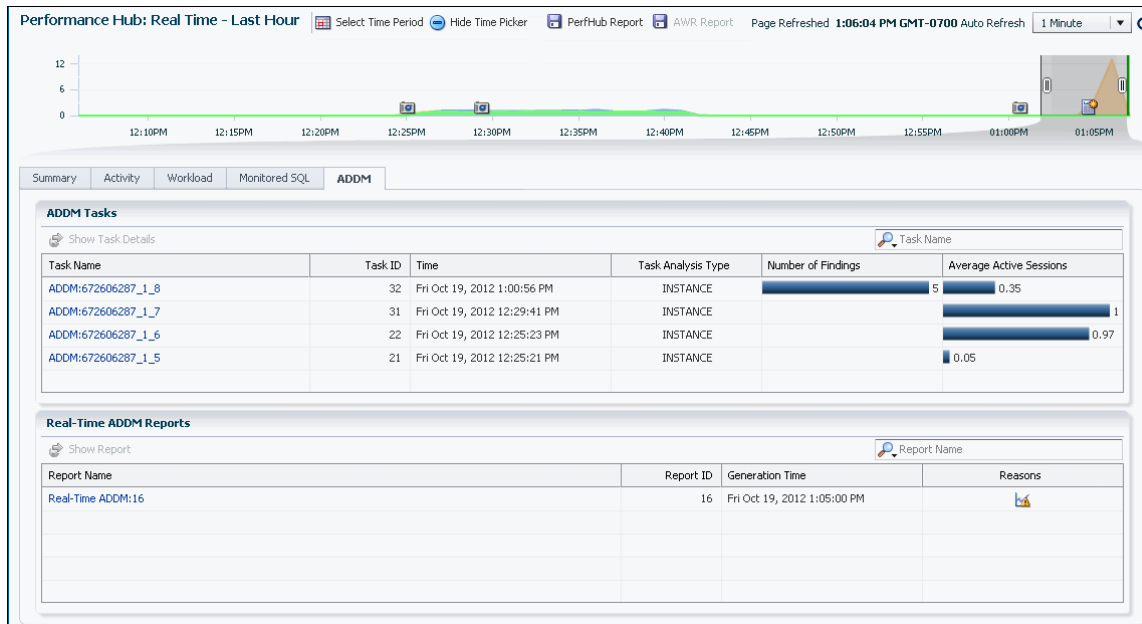 Performance Hub: Real Time - Last Hour Select Time Period Hide Time Picker PerfHub Report AWR Report Page Refreshed 1:06:04 PM GMT-0700 Auto Refresh 1 Minute
12
6
0
12:10PM 12:15PM 12:20PM 12:25PM 12:30PM 12:35PM 12:40PM 12:45PM 12:50PM 12:55PM 01:00PM 01:05PM
Summary Activity Workload Monitored SQL ADDM
ADDM Tasks
Show Task Details Task Name
Task Name Task ID Time Task Analysis Type Number of Findings Average Active Sessions
ADDM:672606287_1_8 32 Fri Oct 19, 2012 1:00:56 PM INSTANCE 5 0.35
ADDM:672606287_1_7 31 Fri Oct 19, 2012 12:29:41 PM INSTANCE 1
ADDM:672606287_1_6 22 Fri Oct 19, 2012 12:25:23 PM INSTANCE 0.97
ADDM:672606287_1_5 21 Fri Oct 19, 2012 12:25:21 PM INSTANCE 0.05
Real-Time ADDM Reports
Show Report Report Name
Report Name Report ID Generation Time Reasons
Real-Time ADDM:16 16 Fri Oct 19, 2012 1:05:00 PM